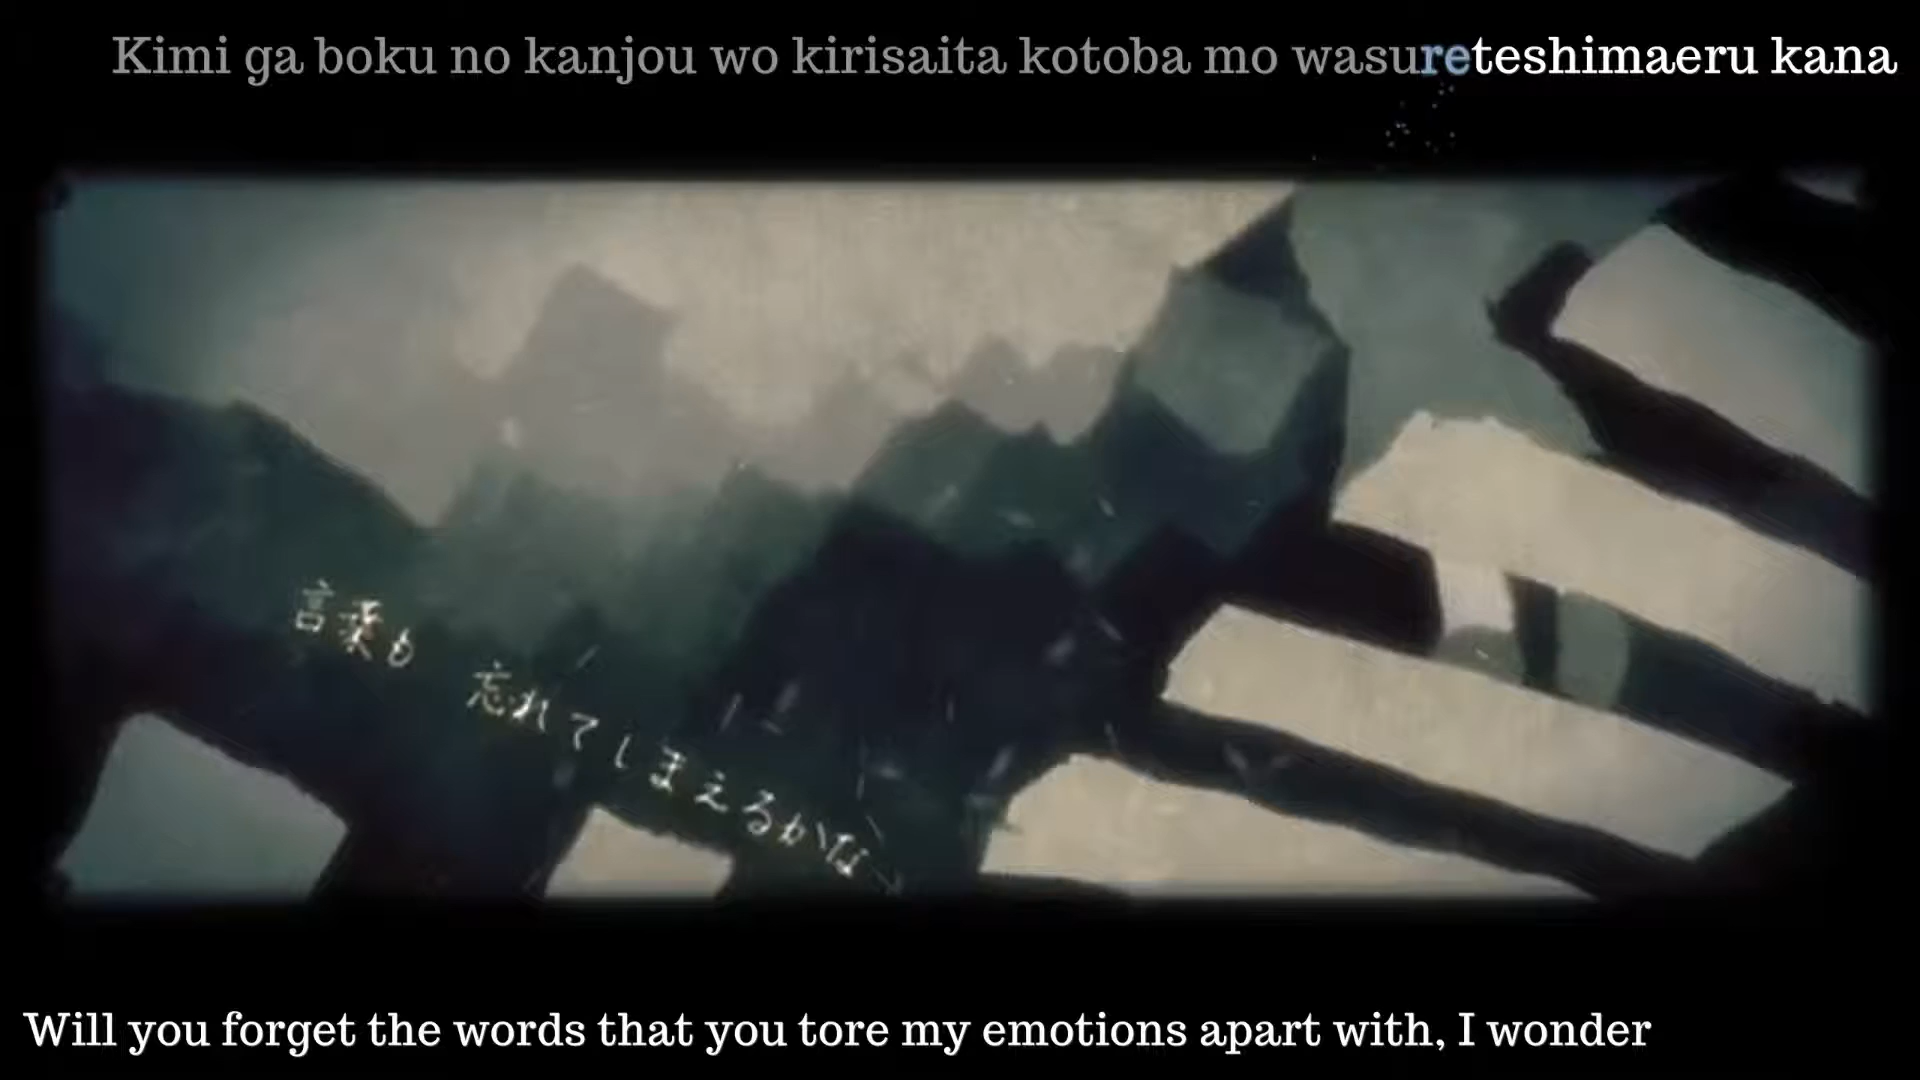 Kimi ga boku no kanjou wo kirisaita kotoba mo wasureteshimaeru kana
言葉も 忘れてしまえるかな
Will you forget the words that you tore my emotions apart with, I wonder